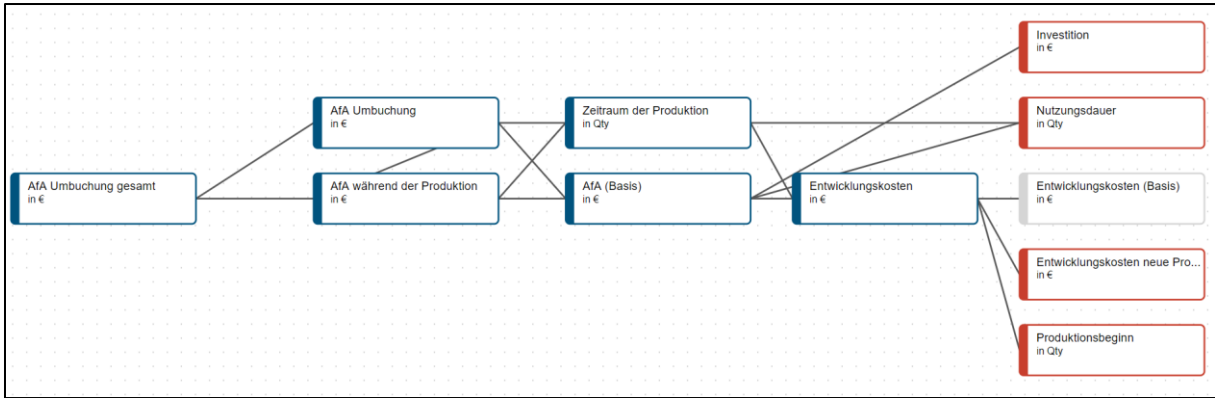 Investition
in €
AfA Umbuchung
in €
Zeitraum der Produktion
in Qty
Nutzungsdauer
in Qty
AfA Umbuchung gesamt
in €
AfA während der Produktion
in €
AfA (Basis)
in €
Entwicklungskosten
in €
Entwicklungskosten (Basis)
in €
Entwicklungskosten neue Pro...
in €
Produktionsbeginn
in Qty